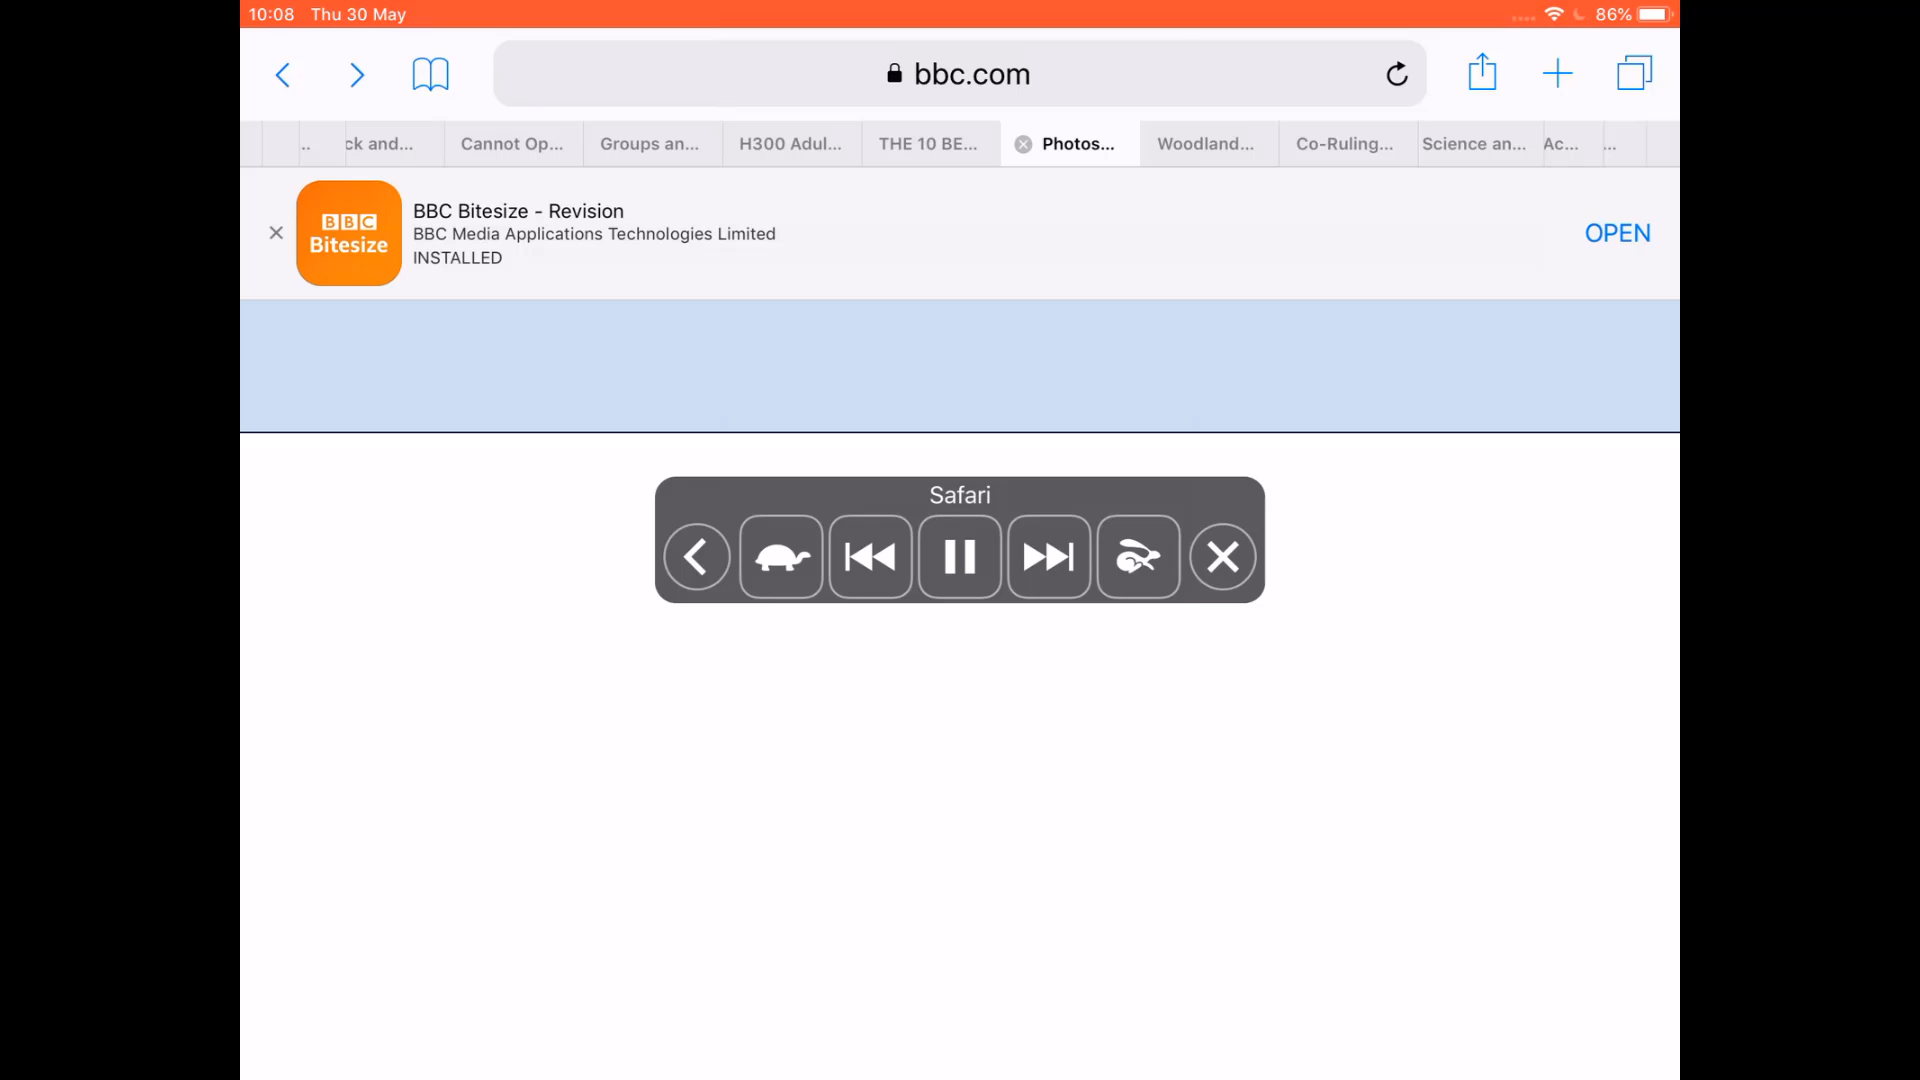 10:08 Thu 30 May 86%
bbc.com
.. ck and... Cannot Op... Groups an... H300 Adul... THE 10 BE... Photos... Woodland... Co-Ruling... Science an... Ac... ...
BBC
Bitesize
BBC Bitesize - Revision
BBC Media Applications Technologies Limited
INSTALLED
OPEN
Safari